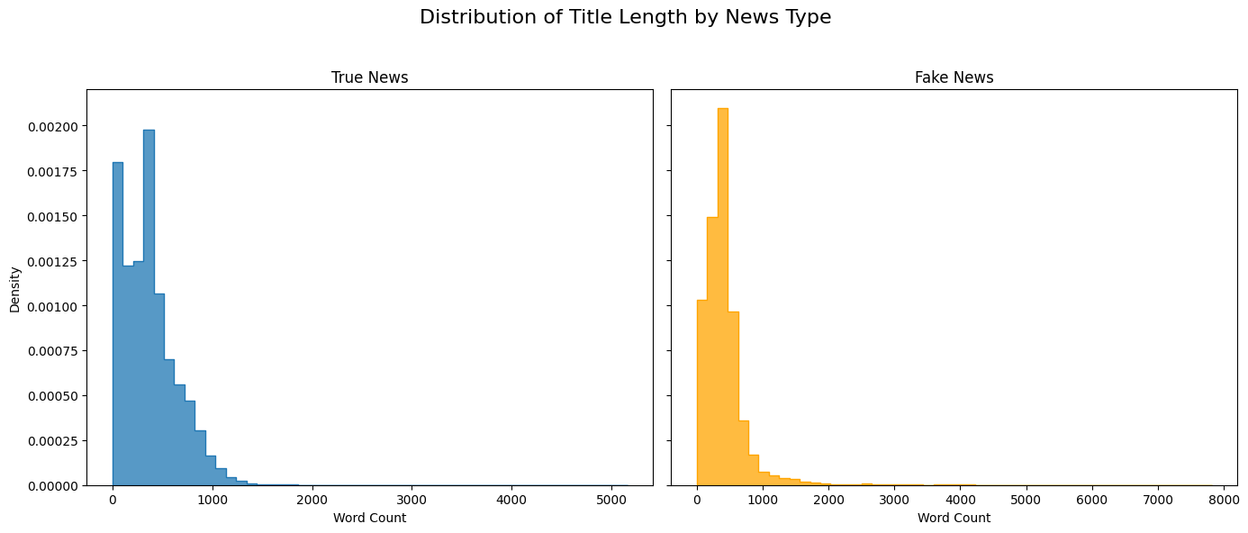 Distribution of Title Length by News Type
True News
Fake News
0.00200
0.00175
0.00150
0.00125
0.00100
0.00075
0.00050
0.00025
0.00000
Density
0 1000 2000 3000 4000 5000
Word Count
0 1000 2000 3000 4000 5000 6000 7000 8000
Word Count